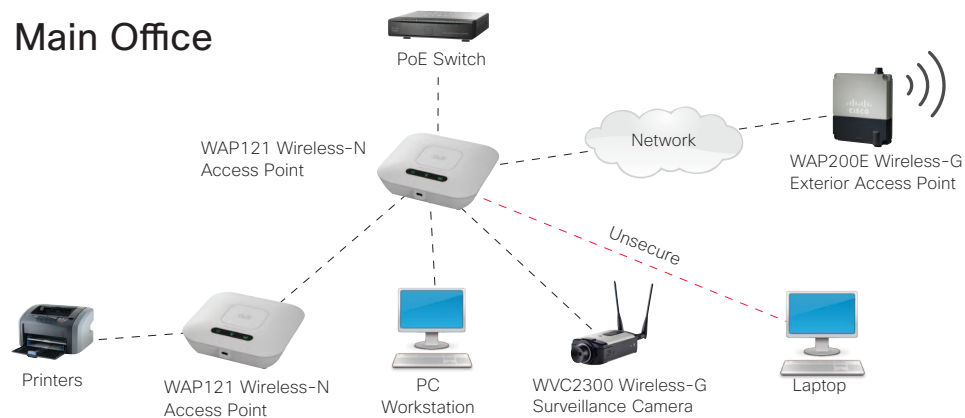 Main Office
PoE Switch
WAP121 Wireless-N
Access Point
Network
CISCO
WAP200E Wireless-G
Exterior Access Point
Unsecure
Printers
WAP121 Wireless-N
Access Point
PC
Workstation
WVC2300 Wireless-G
Surveillance Camera
Laptop